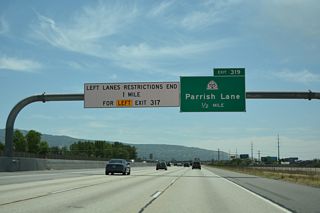 LEFT LANES RESTRICTIONS END
1 MILE
FOR LEFT EXIT 317
EXIT 319
Parrish Lane
½ MILE